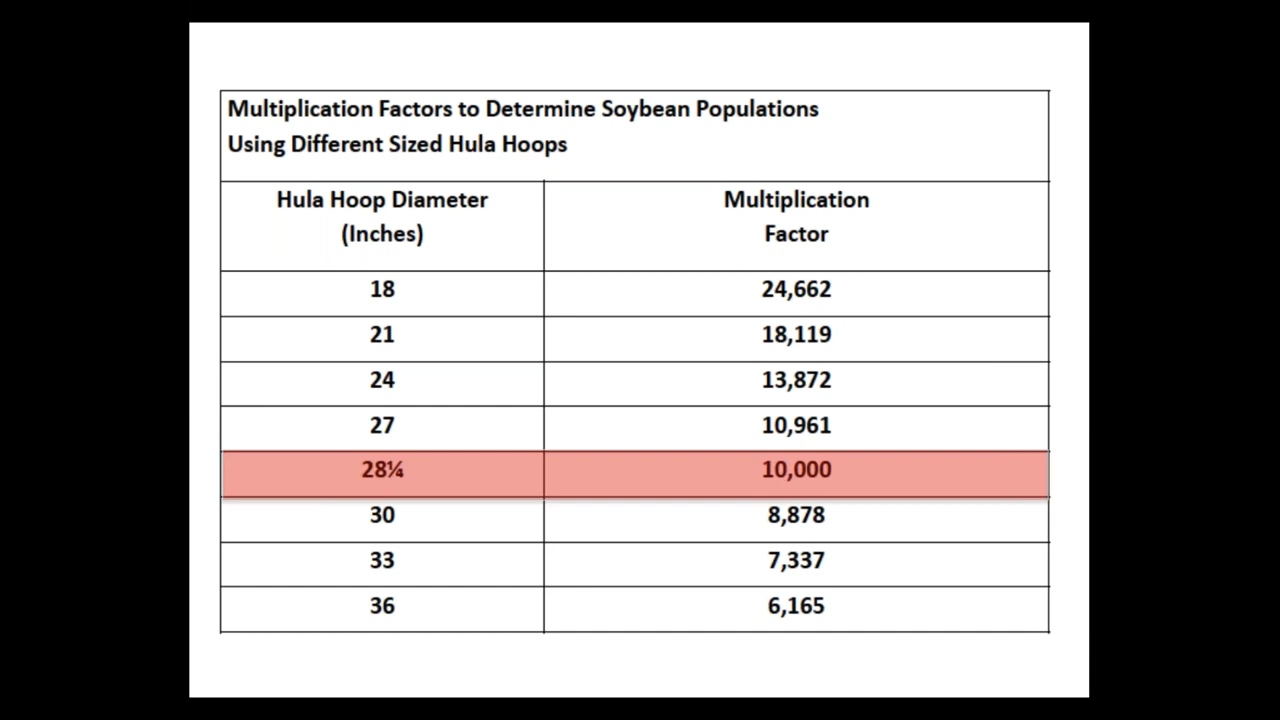 Multiplication Factors to Determine Soybean Populations
Using Different Sized Hula Hoops
Hula Hoop Diameter
(Inches)
Multiplication
Factor
18 24,662
21 18,119
24 13,872
27 10,961
28¼ 10,000
30 8,878
33 7,337
36 6,165